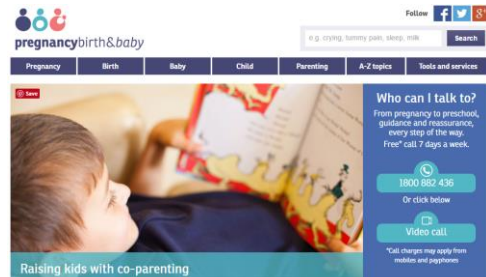 Follow
pregnancybirth&baby
e.g. crying, tummy pain, sleep, milk
Search
Pregnancy
Birth
Baby
Child
Parenting
A-Z topics
Tools and services
Save
Raising kids with co-parenting
Who can I talk to?
From pregnancy to preschool,
guidance and reassurance,
every step of the way.
Free* call 7 days a week.
1800 882 436
Or click below
Video call
*Call charges may apply from
mobiles and payphones